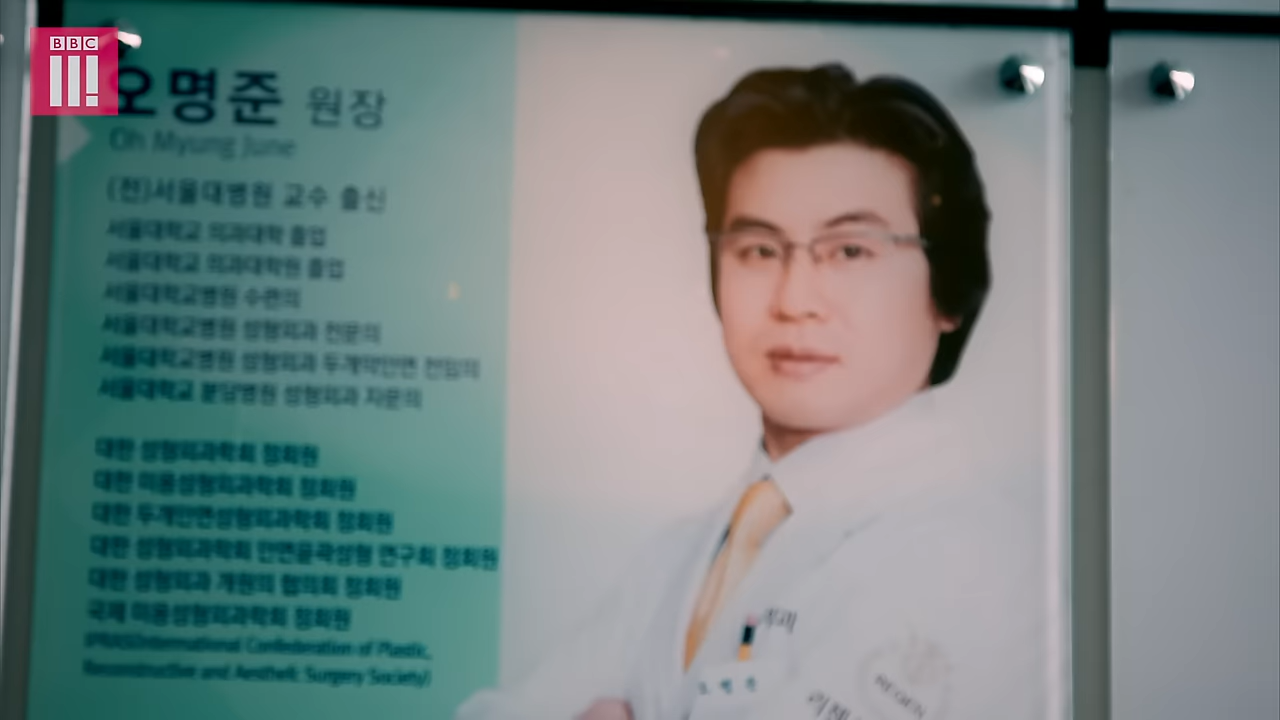 BBC
오명준 원장
Oh Myung June
(전)서울대병원 교수 출신
서울대학교 의과대학 졸업
서울대학교 의과대학원 졸업
서울대학교병원 수련의
서울대학교병원 성형외과 전문의
서울대학교병원 성형외과 두개악안면 전임의
서울대학교 분당병원 성형외과 자문의
대한 성형외과학회 정회원
대한 미용성형외과학회 정회원
대한 두개안면성형외과학회 정회원
대한 성형외과학회 안면윤곽성형 연구회 정회원
대한 성형외과 개원의 협의회 정회원
국제 미용성형외과학회 정회원
(IPRAS(International Confederation of Plastic,
Reconstructive and Aesthetic Surgery Society)
REGEN